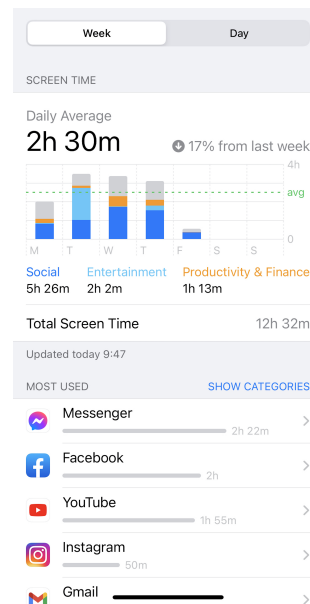 Week Day
SCREEN TIME
Daily Average
2h 30m
17% from last week
4h
avg
0
M T W T F S S
Social Entertainment Productivity & Finance
5h 26m 2h 2m 1h 13m
Total Screen Time 12h 32m
Updated today 9:47
MOST USED SHOW CATEGORIES
Messenger
2h 22m
Facebook
2h
YouTube
1h 55m
Instagram
50m
Gmail